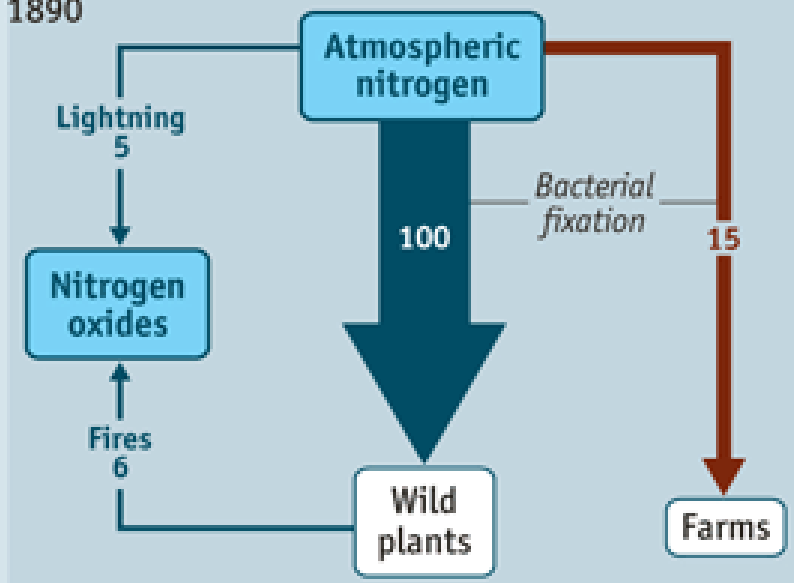 1890
Atmospheric
nitrogen
Lightning
5
Bacterial
fixation
100
15
Nitrogen
oxides
Fires
6
Wild
plants
Farms